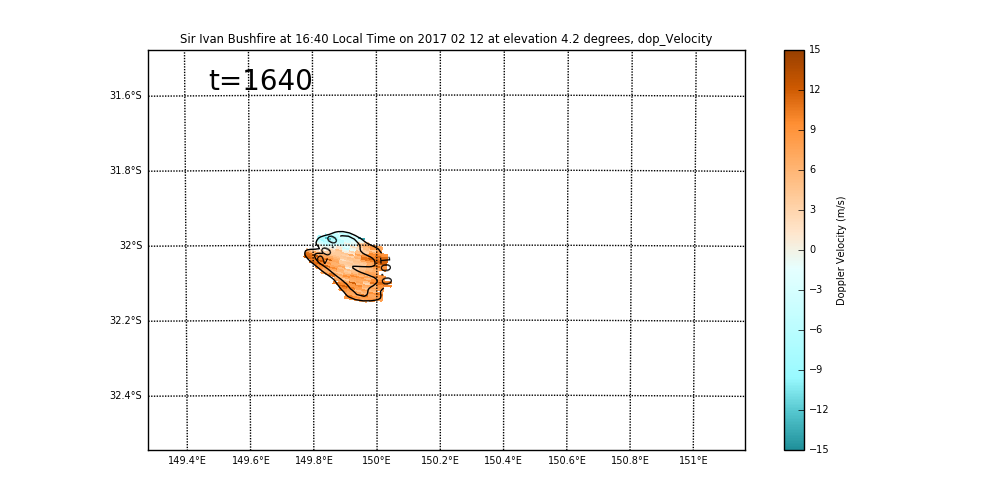 Sir Ivan Bushfire at 16:40 Local Time on 2017 02 12 at elevation 4.2 degrees, dop_Velocity
t=1640
31.6°S
31.8°S
32°S
32.2°S
32.4°S
149.4°E 149.6°E 149.8°E 150°E 150.2°E 150.4°E 150.6°E 150.8°E 151°E
20.0
10.0
15
12
9
6
3
0
−3
−6
−9
−12
−15
Doppler Velocity (m/s)